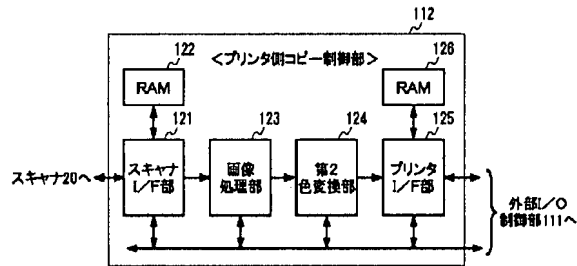 112
<プリンタ側コピー制御部>
122
RAM
126
RAM
121
スキャナ
I/F部
123
画像
処理部
124
第2
色変換部
125
プリンタ
I/F部
スキャナ20へ
外部I/O
制御部111へ